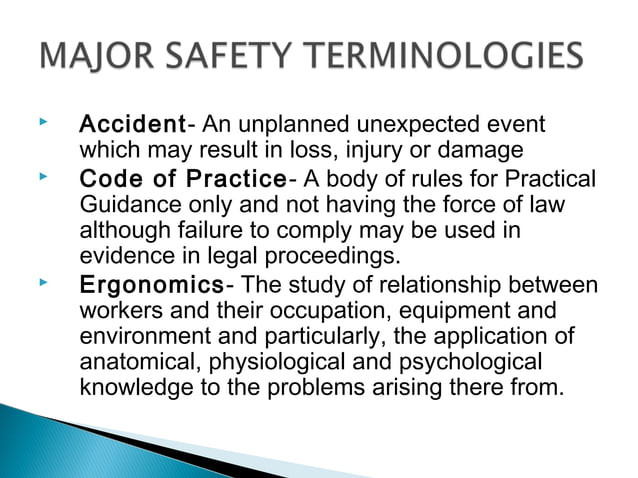 MAJOR SAFETY TERMINOLOGIES
Accident- An unplanned unexpected event
which may result in loss, injury or damage
Code of Practice- A body of rules for Practical
Guidance only and not having the force of law
although failure to comply may be used in
evidence in legal proceedings.
Ergonomics- The study of relationship between
workers and their occupation, equipment and
environment and particularly, the application of
anatomical, physiological and psychological
knowledge to the problems arising there from.